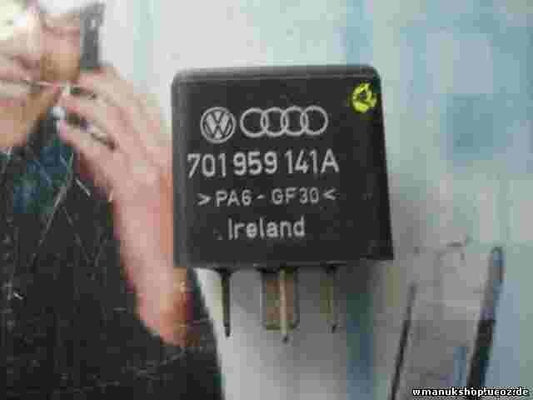 701 959 141A
>PA6-GF30<
Ireland
wmanukshop!ucoz:de